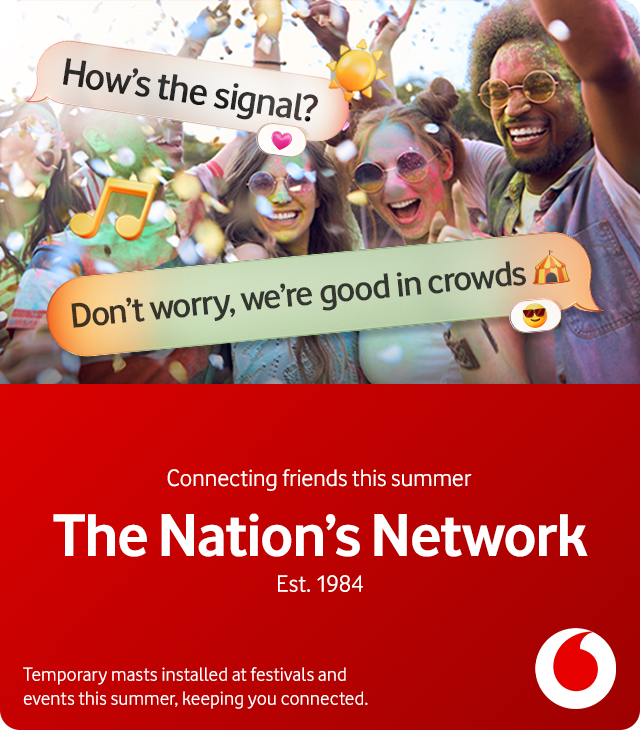 How's the signal?
Don't worry, we're good in crowds
Connecting friends this summer
The Nation's Network
Est. 1984
Temporary masts installed at festivals and
events this summer, keeping you connected.